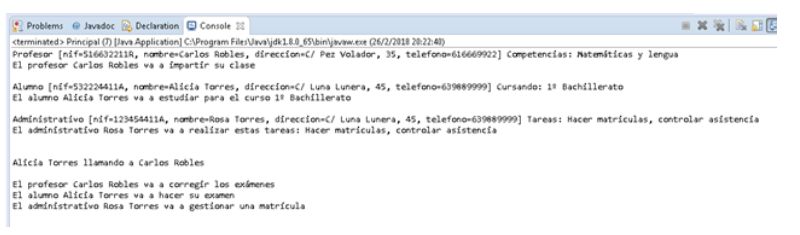 Problems @ Javadoc Declaration Console
<terminated> Principal (7) [Java Application] C:\Program Files\Java\jdk1.8.0_65\bin\javaw.exe (26/2/2018 20:22:40)
Profesor [nif=516632211R, nombre=Carlos Robles, direccion=C/ Pez Volador, 35, telefono=616669922] Competencias: Matemáticas y lengua
El profesor Carlos Robles va a impartir su clase
Alumno [nif=532224411A, nombre=Alicia Torres, direccion=C/ Luna Lunera, 45, telefono=639889999] Cursando: 1º Bachillerato
El alumno Alicia Torres va a estudiar para el curso 1º Bachillerato
Administrativo [nif=123454411A, nombre=Rosa Torres, direccion=C/ Luna Lunera, 45, telefono=639889999] Tareas: Hacer matriculas, controlar asistencia
El administrativo Rosa Torres va a realizar estas tareas: Hacer matriculas, controlar asistencia
Alicia Torres llamando a Carlos Robles
El profesor Carlos Robles va a corregir los exámenes
El alumno Alicia Torres va a hacer su examen
El administrativo Rosa Torres va a gestionar una matrícula